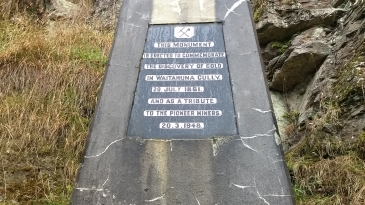 THIS MONUMENT
IS ERECTED TO COMMEMORATE
THE DISCOVERY OF GOLD
IN WAITAHUNA GULLY.
29 JULY 1861.
AND AS A TRIBUTE
TO THE PIONEER MINERS.
20.3.1948.